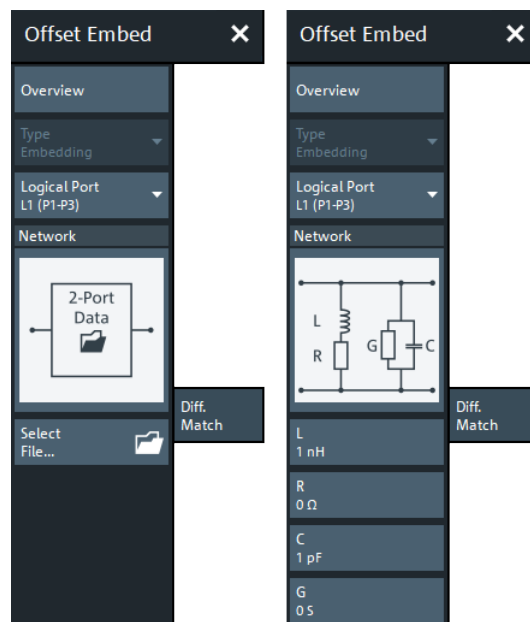 Offset Embed
Overview
Type
Embedding
Logical Port
L1 (P1-P3)
Network
2-Port
Data
Select
File...
Diff.
Match
Offset Embed
Overview
Type
Embedding
Logical Port
L1 (P1-P3)
Network
L
R
G
C
L
1 nH
R
0 Ω
C
1 pF
G
0 S
Diff.
Match